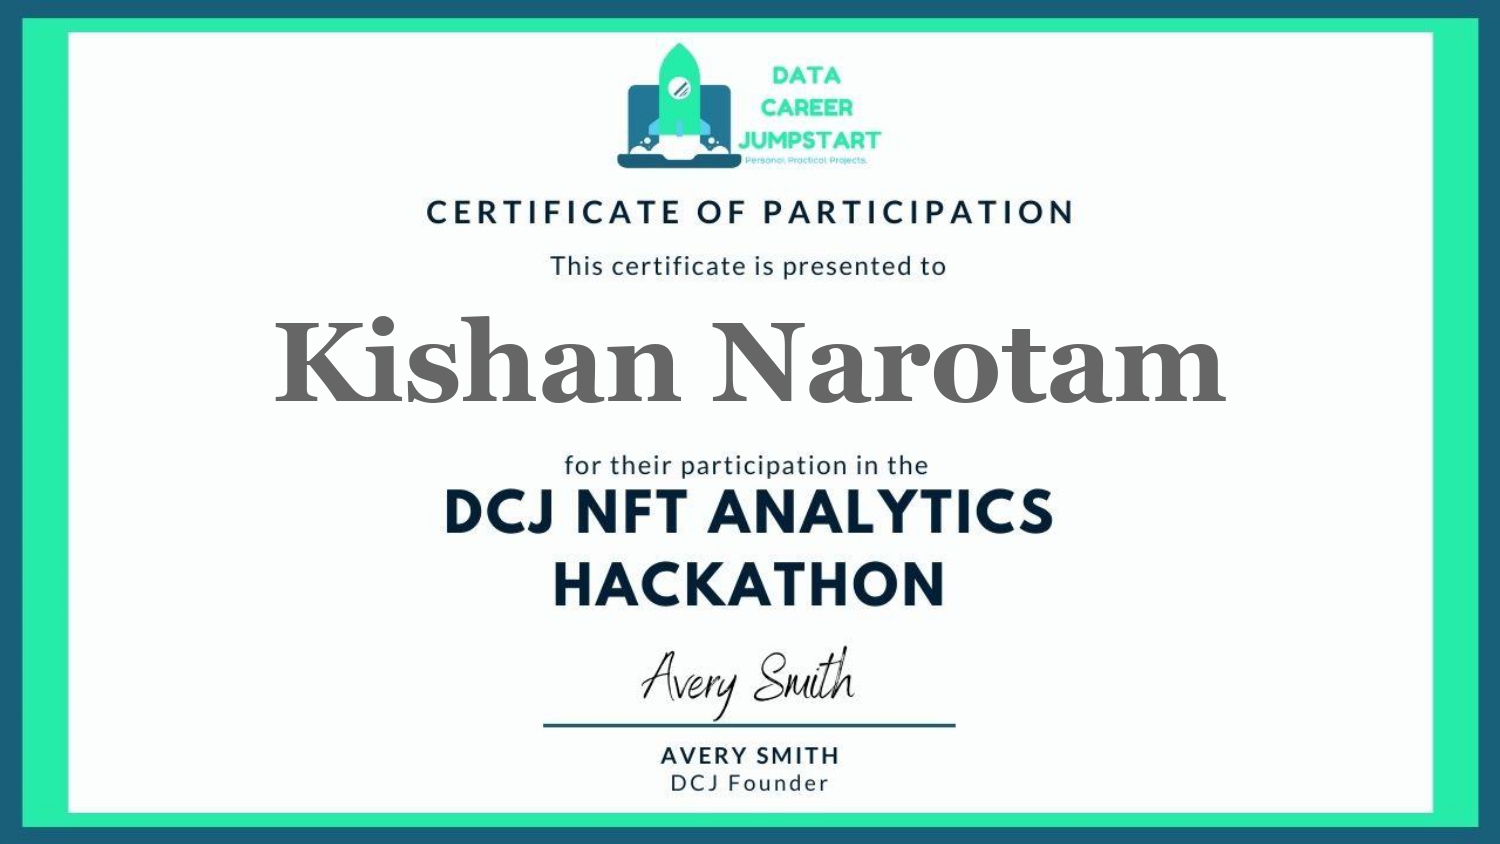 DATA
CAREER
JUMPSTART
Personal. Practical. Projects.
CERTIFICATE OF PARTICIPATION
This certificate is presented to
Kishan Narotam
for their participation in the
DCJ NFT ANALYTICS
HACKATHON
Avery Smith
AVERY SMITH
DCJ Founder